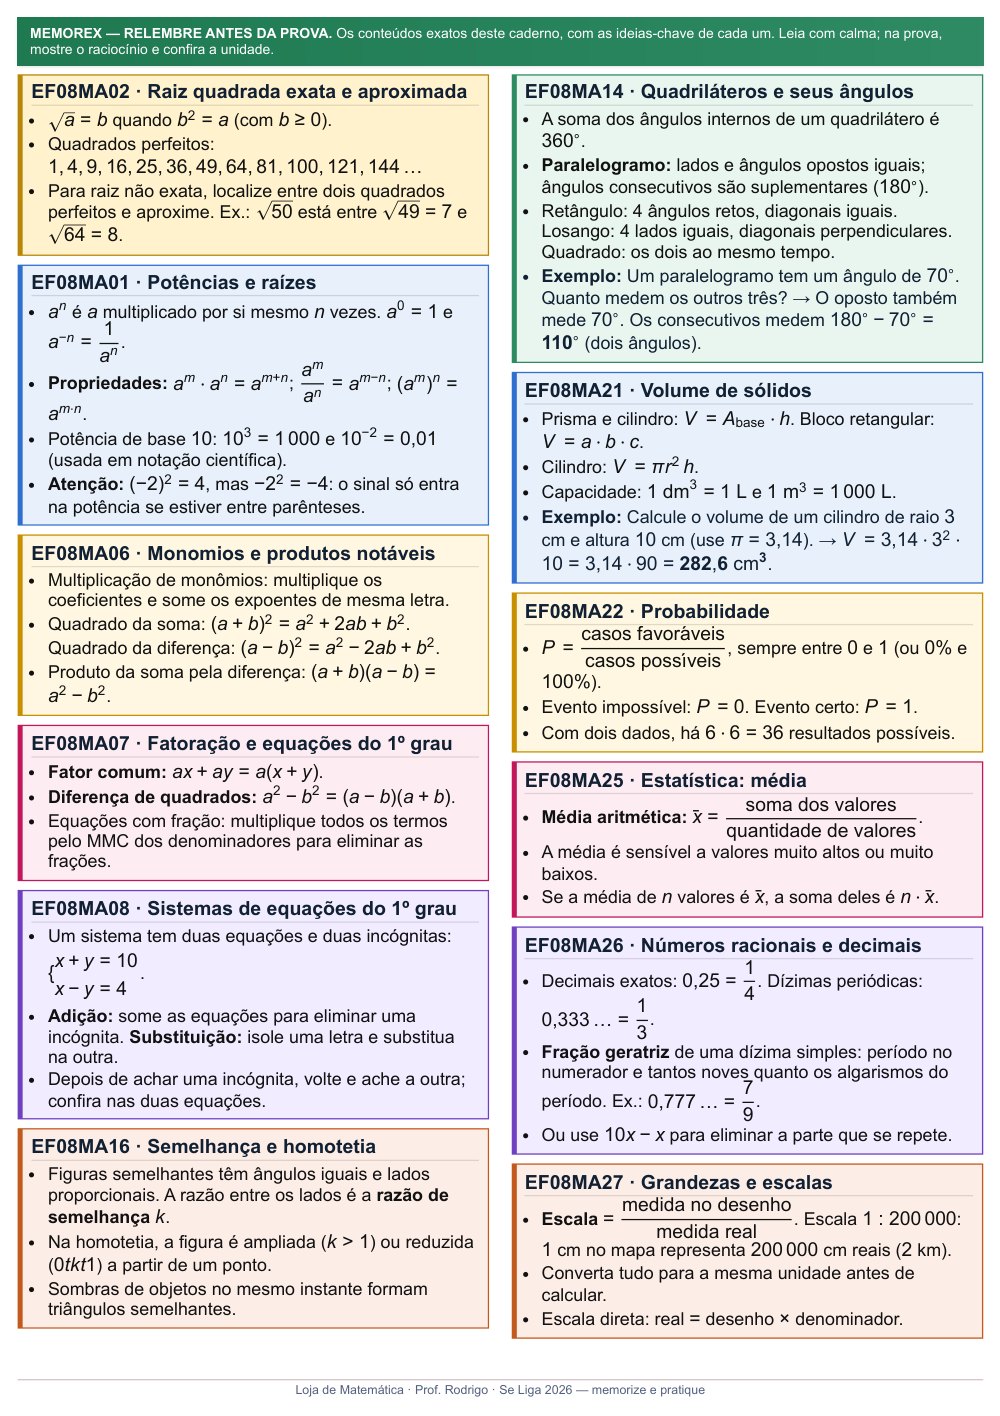 MEMOREX — RELEMBRE ANTES DA PROVA. Os conteúdos exatos deste caderno, com as ideias-chave de cada um. Leia com calma; na prova,
mostre o raciocínio e confira a unidade.
EF08MA02 · Raiz quadrada exata e aproximada
• √a = b quando b² = a (com b ≥ 0).
• Quadrados perfeitos:
1, 4, 9, 16, 25, 36, 49, 64, 81, 100, 121, 144 …
• Para raiz não exata, localize entre dois quadrados
perfeitos e aproxime. Ex.: √50 está entre √49 = 7 e
√64 = 8.
EF08MA01 · Potências e raízes
• aⁿ é a multiplicado por si mesmo n vezes. a⁰ = 1 e
a⁻ⁿ = 1/aⁿ.
• Propriedades: aᵐ · aⁿ = aᵐ⁺ⁿ; aᵐ/aⁿ = aᵐ⁻ⁿ; (aᵐ)ⁿ =
a^(m·n).
• Potência de base 10: 10³ = 1 000 e 10⁻² = 0,01
(usada em notação científica).
• Atenção: (−2)² = 4, mas −2² = −4: o sinal só entra
na potência se estiver entre parênteses.
EF08MA06 · Monomios e produtos notáveis
• Multiplicação de monômios: multiplique os
coeficientes e some os expoentes de mesma letra.
• Quadrado da soma: (a + b)² = a² + 2ab + b².
Quadrado da diferença: (a − b)² = a² − 2ab + b².
• Produto da soma pela diferença: (a + b)(a − b) =
a² − b².
EF08MA07 · Fatoração e equações do 1º grau
• Fator comum: ax + ay = a(x + y).
• Diferença de quadrados: a² − b² = (a − b)(a + b).
• Equações com fração: multiplique todos os termos
pelo MMC dos denominadores para eliminar as
frações.
EF08MA08 · Sistemas de equações do 1º grau
• Um sistema tem duas equações e duas incógnitas:
{x + y = 10
x − y = 4 .
• Adição: some as equações para eliminar uma
incógnita. Substituição: isole uma letra e substitua
na outra.
• Depois de achar uma incógnita, volte e ache a outra;
confira nas duas equações.
EF08MA16 · Semelhança e homotetia
• Figuras semelhantes têm ângulos iguais e lados
proporcionais. A razão entre os lados é a razão de
semelhança k.
• Na homotetia, a figura é ampliada (k > 1) ou reduzida
(0tkt1) a partir de um ponto.
• Sombras de objetos no mesmo instante formam
triângulos semelhantes.
EF08MA14 · Quadriláteros e seus ângulos
• A soma dos ângulos internos de um quadrilátero é
360°.
• Paralelogramo: lados e ângulos opostos iguais;
ângulos consecutivos são suplementares (180°).
• Retângulo: 4 ângulos retos, diagonais iguais.
Losango: 4 lados iguais, diagonais perpendiculares.
Quadrado: os dois ao mesmo tempo.
• Exemplo: Um paralelogramo tem um ângulo de 70°.
Quanto medem os outros três? → O oposto também
mede 70°. Os consecutivos medem 180° − 70° =
110° (dois ângulos).
EF08MA21 · Volume de sólidos
• Prisma e cilindro: V = A_base · h. Bloco retangular:
V = a · b · c.
• Cilindro: V = πr² h.
• Capacidade: 1 dm³ = 1 L e 1 m³ = 1 000 L.
• Exemplo: Calcule o volume de um cilindro de raio 3
cm e altura 10 cm (use π = 3,14). → V = 3,14 · 3² ·
10 = 3,14 · 90 = 282,6 cm³.
EF08MA22 · Probabilidade
• P = casos favoráveis/casos possíveis, sempre entre 0 e 1 (ou 0% e
100%).
• Evento impossível: P = 0. Evento certo: P = 1.
• Com dois dados, há 6 · 6 = 36 resultados possíveis.
EF08MA25 · Estatística: média
• Média aritmética: x̄ = soma dos valores/quantidade de valores.
• A média é sensível a valores muito altos ou muito
baixos.
• Se a média de n valores é x̄, a soma deles é n · x̄.
EF08MA26 · Números racionais e decimais
• Decimais exatos: 0,25 = 1/4. Dízimas periódicas:
0,333 … = 1/3.
• Fração geratriz de uma dízima simples: período no
numerador e tantos noves quanto os algarismos do
período. Ex.: 0,777 … = 7/9.
• Ou use 10x − x para eliminar a parte que se repete.
EF08MA27 · Grandezas e escalas
• Escala = medida no desenho/medida real. Escala 1 : 200 000:
1 cm no mapa representa 200 000 cm reais (2 km).
• Converta tudo para a mesma unidade antes de
calcular.
• Escala direta: real = desenho × denominador.
Loja de Matemática · Prof. Rodrigo · Se Liga 2026 — memorize e pratique